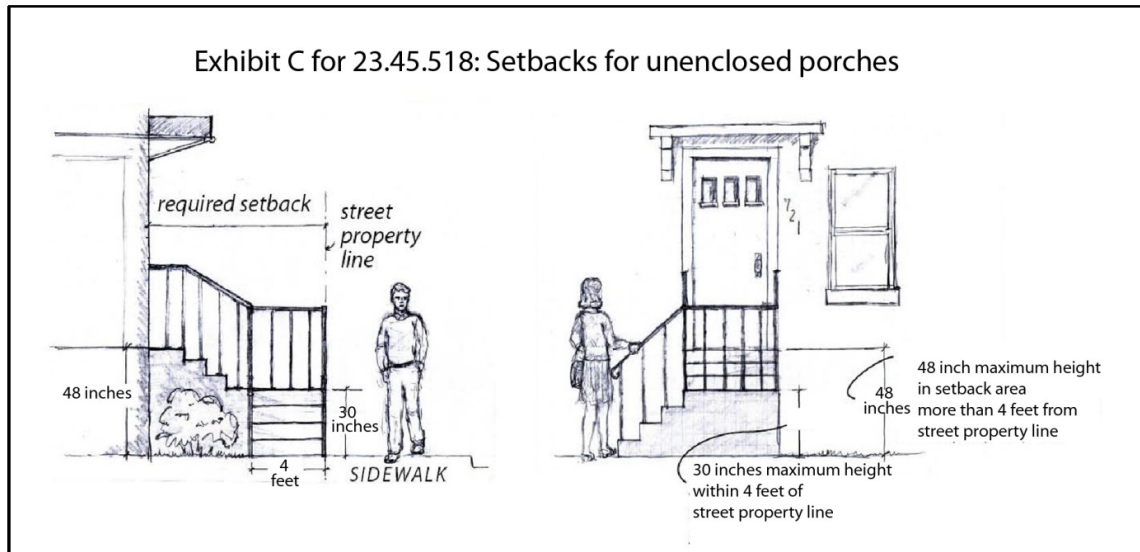 Exhibit C for 23.45.518: Setbacks for unenclosed porches
required setback
street
property
line
48 inches
30
inches
4
feet
SIDEWALK
721
48
inches
48 inch maximum height
in setback area
more than 4 feet from
street property line
30 inches maximum height
within 4 feet of
street property line